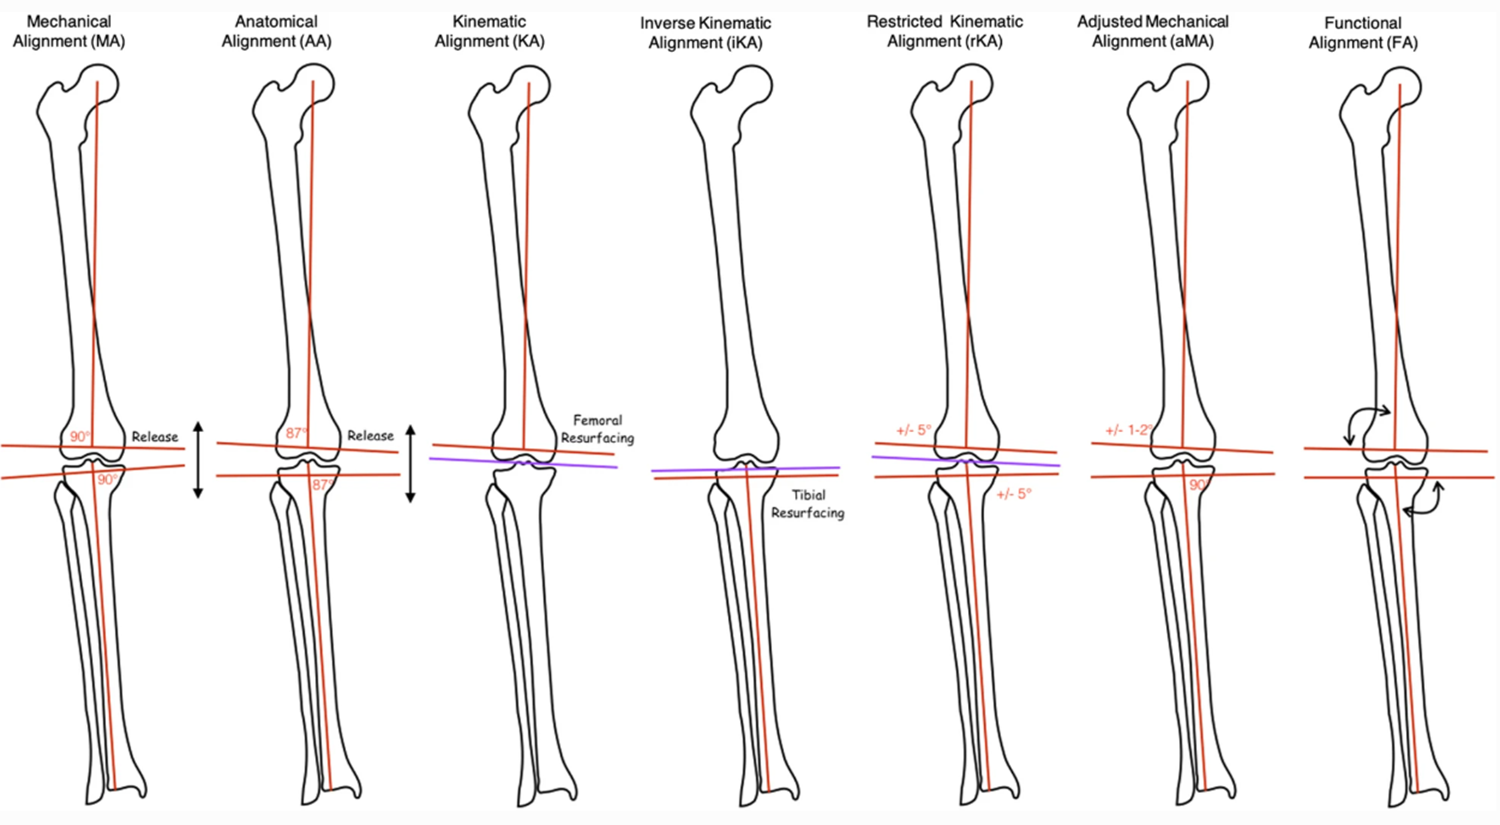 Mechanical
Alignment (MA)
Anatomical
Alignment (AA)
Kinematic
Alignment (KA)
Inverse Kinematic
Alignment (iKA)
Restricted Kinematic
Alignment (rKA)
Adjusted Mechanical
Alignment (aMA)
Functional
Alignment (FA)
90°
Release
90°
87°
Release
87°
Femoral
Resurfacing
Tibial
Resurfacing
+/- 5°
+/- 5°
+/- 1-2°
90°